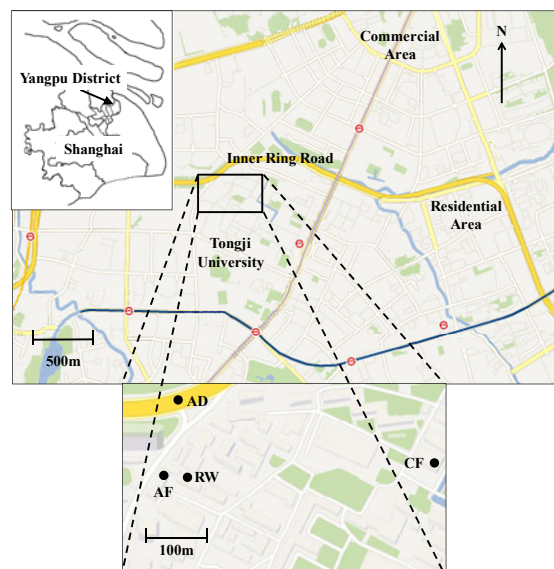 Commercial
Area
N
Yangpu District
Shanghai
Inner Ring Road
Residential
Area
Tongji
University
500m
AD
CF
AF
RW
100m